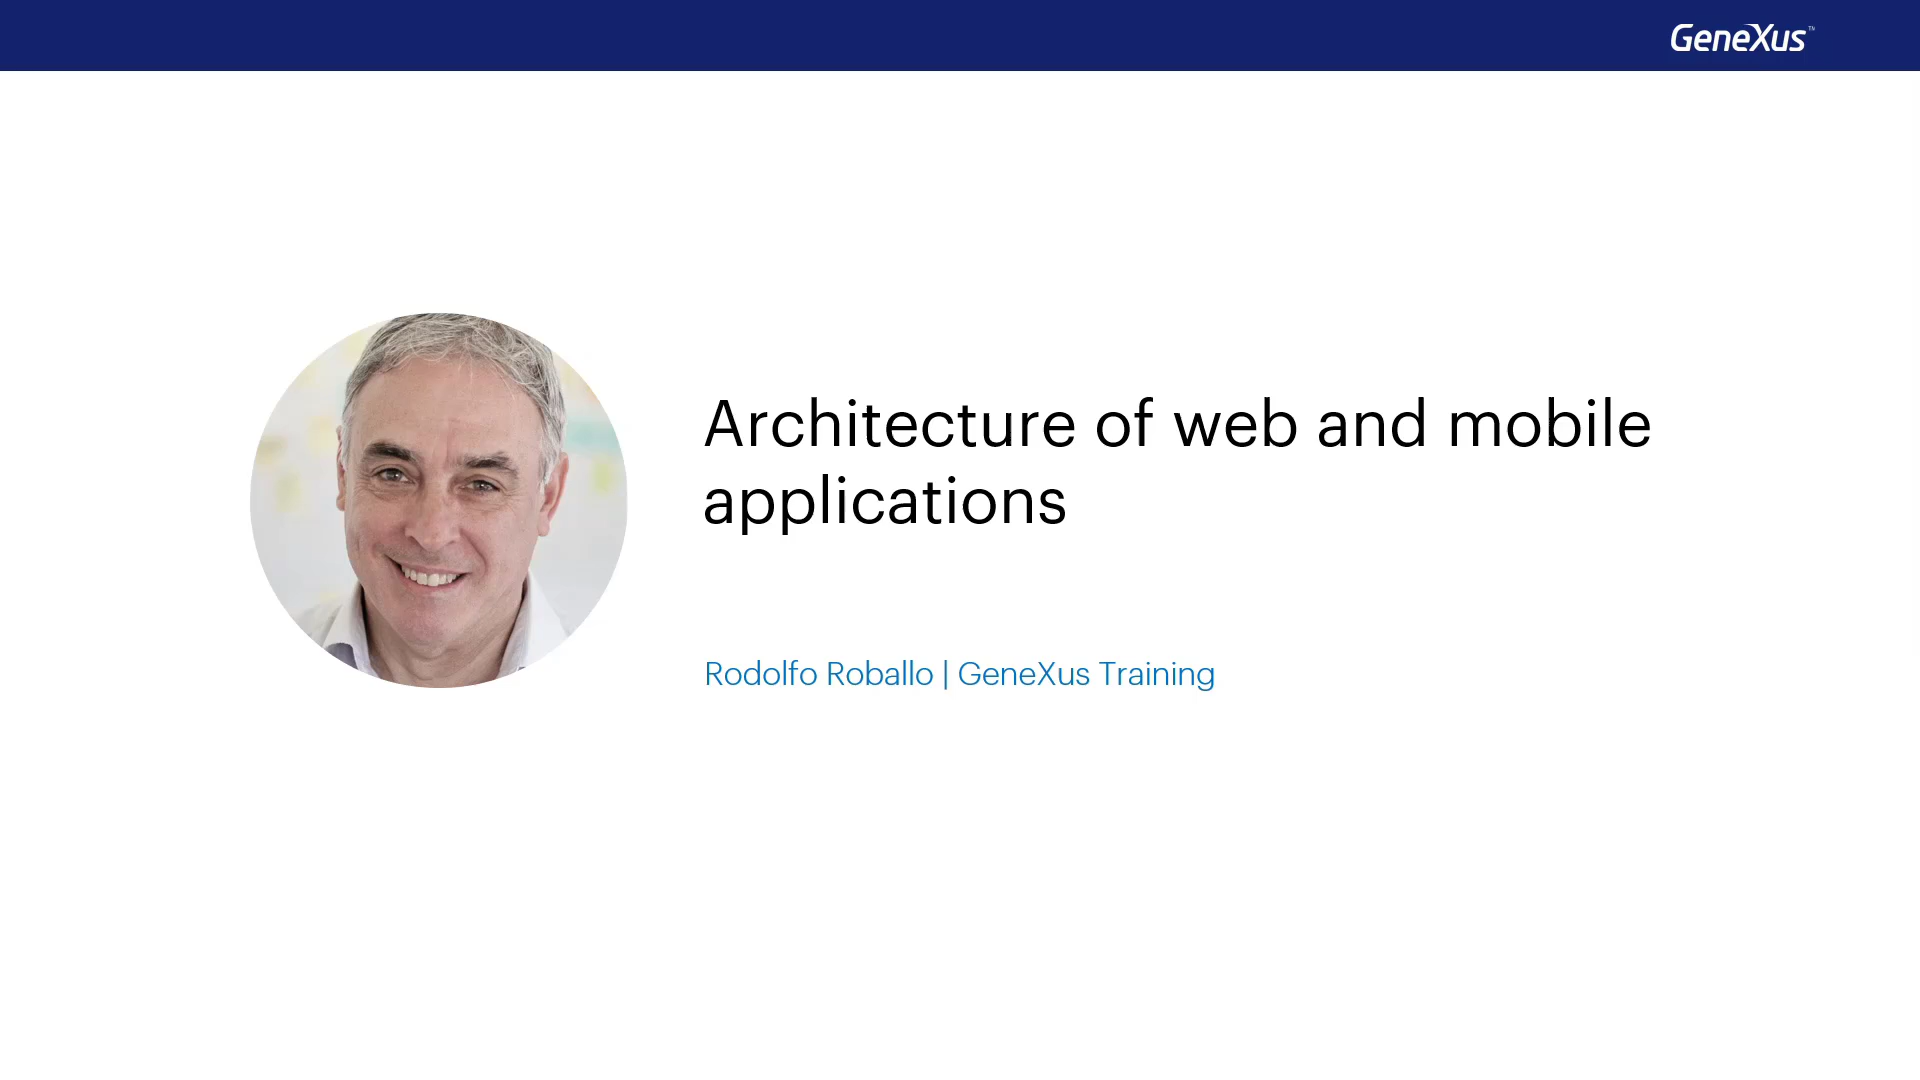 GeneXus™
Architecture of web and mobile
applications
Rodolfo Roballo | GeneXus Training